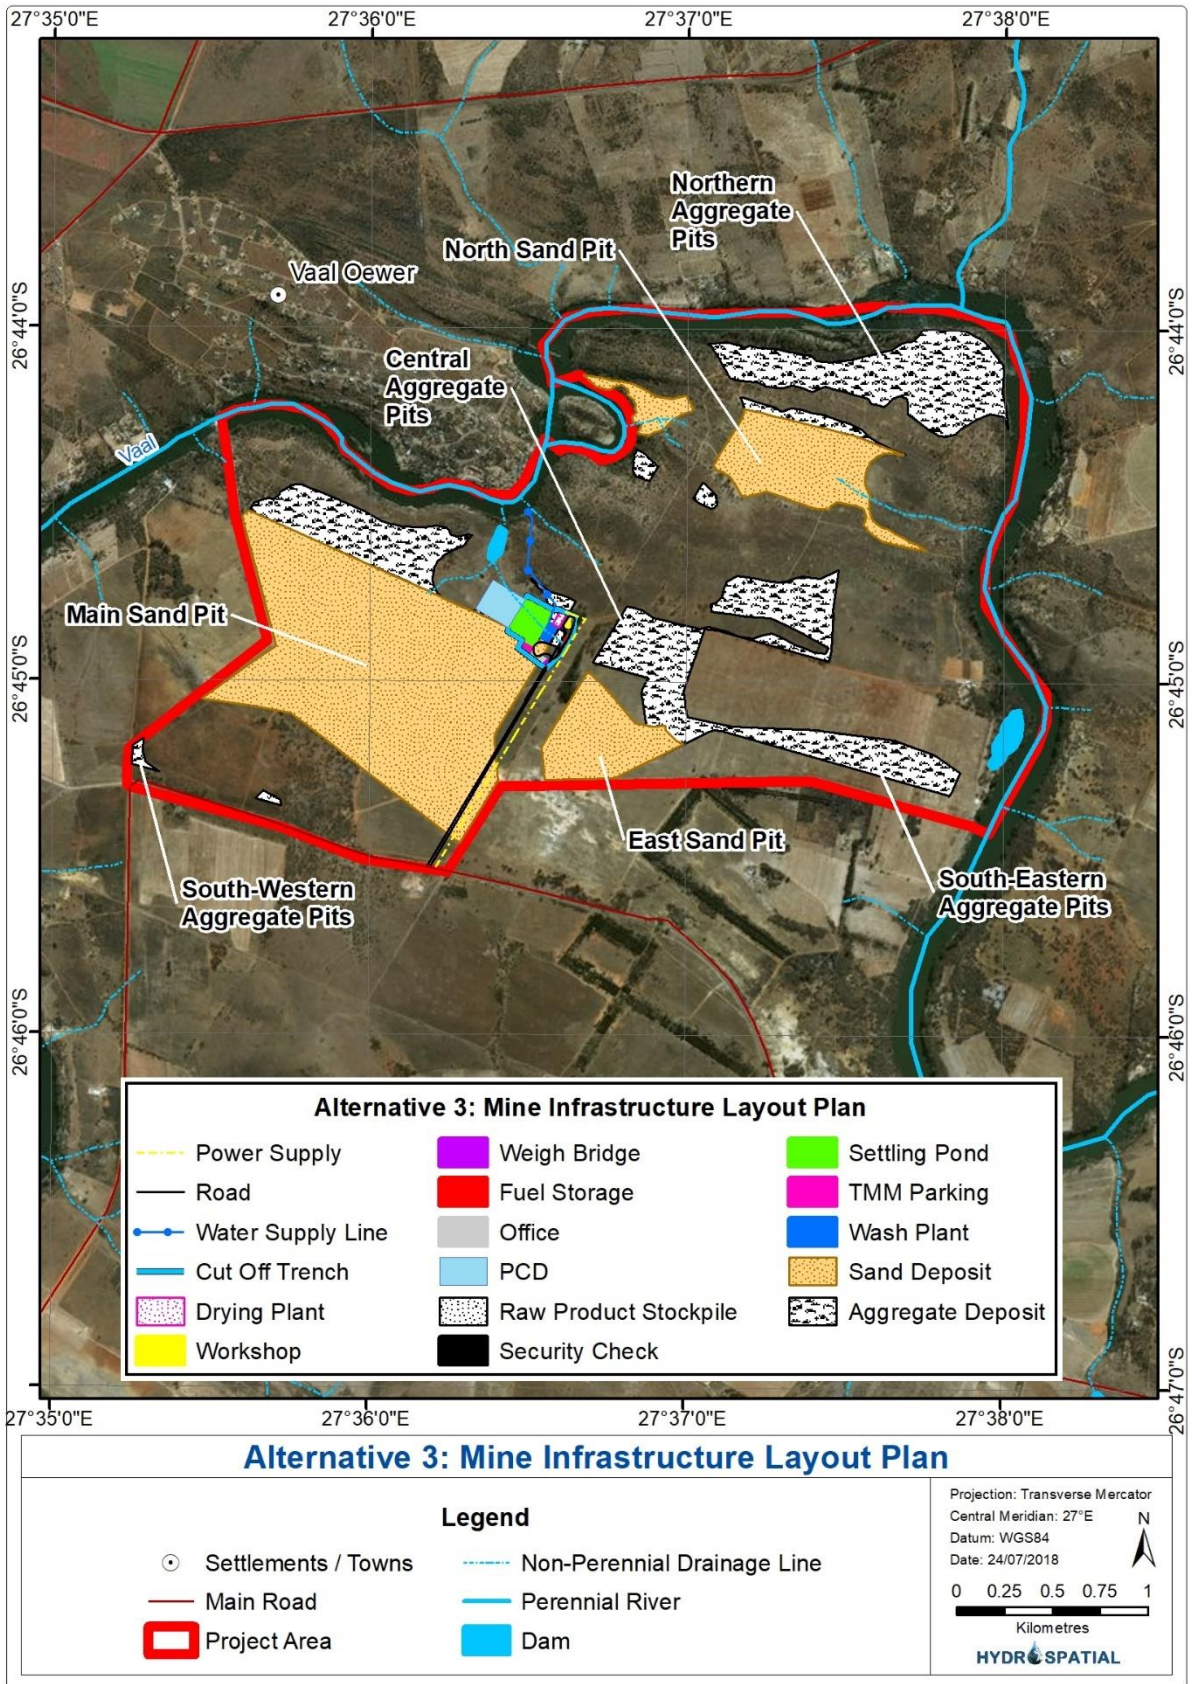 27°35'0"E
27°36'0"E
27°37'0"E
27°38'0"E
Northern
Aggregate
Pits
North Sand Pit
Vaal Oewer
26°44'0"S
26°44'0"S
Central
Aggregate
Pits
Vaal
Main Sand Pit
26°45'0"S
26°45'0"S
East Sand Pit
South-Western
Aggregate Pits
South-Eastern
Aggregate Pits
26°46'0"S
26°46'0"S
Alternative 3: Mine Infrastructure Layout Plan
Power Supply
Road
Water Supply Line
Cut Off Trench
Drying Plant
Workshop
Weigh Bridge
Fuel Storage
Office
PCD
Raw Product Stockpile
Security Check
Settling Pond
TMM Parking
Wash Plant
Sand Deposit
Aggregate Deposit
26°47'0"S
27°35'0"E
27°36'0"E
27°37'0"E
27°38'0"E
Alternative 3: Mine Infrastructure Layout Plan
Legend
Settlements / Towns
Main Road
Project Area
Non-Perennial Drainage Line
Perennial River
Dam
Projection: Transverse Mercator
Central Meridian: 27°E
Datum: WGS84
Date: 24/07/2018
N
0 0.25 0.5 0.75 1
Kilometres
HYDROSPATIAL